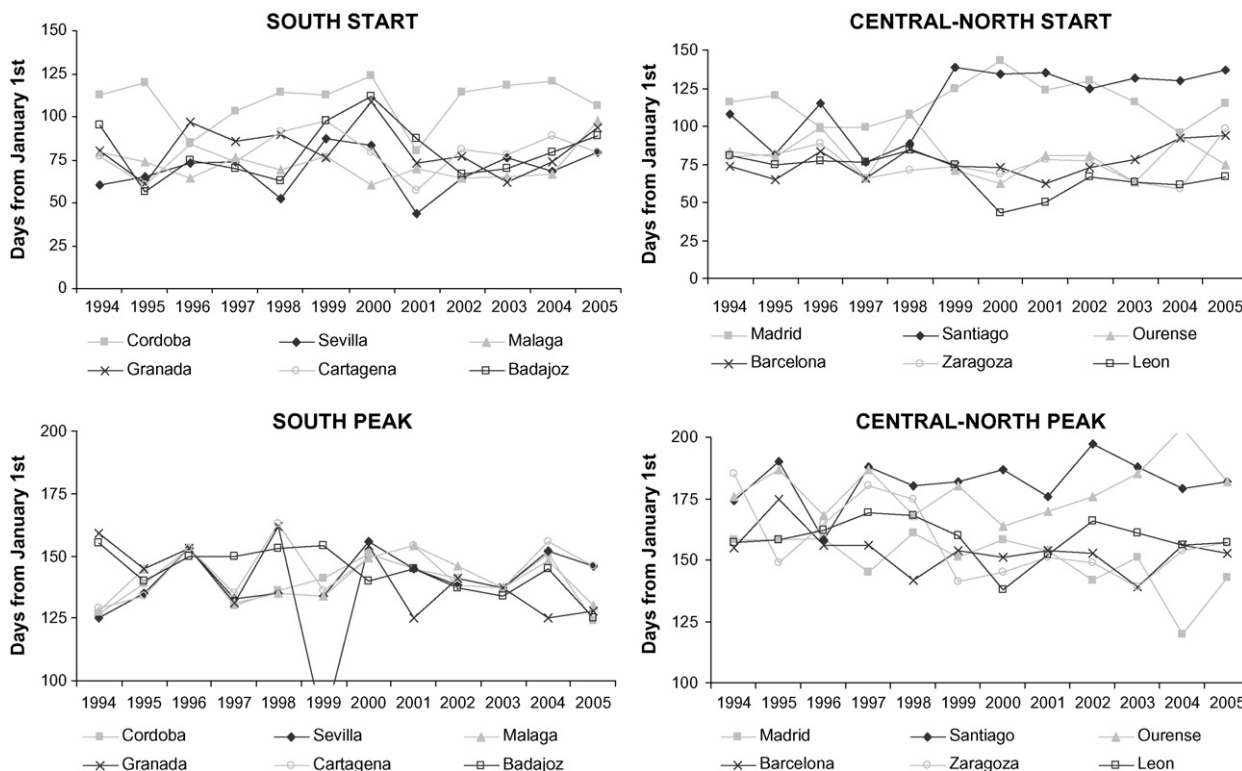 SOUTH START
Days from January 1st
150
125
100
75
50
25
0
1994 1995 1996 1997 1998 1999 2000 2001 2002 2003 2004 2005
Cordoba Sevilla Malaga
Granada Cartagena Badajoz
CENTRAL-NORTH START
Days from January 1st
150
125
100
75
50
25
0
1994 1995 1996 1997 1998 1999 2000 2001 2002 2003 2004 2005
Madrid Santiago Ourense
Barcelona Zaragoza Leon
SOUTH PEAK
Days from January 1st
200
175
150
125
100
1994 1995 1996 1997 1998 1999 2000 2001 2002 2003 2004 2005
Cordoba Sevilla Malaga
Granada Cartagena Badajoz
CENTRAL-NORTH PEAK
Days from January 1st
200
175
150
125
100
1994 1995 1996 1997 1998 1999 2000 2001 2002 2003 2004 2005
Madrid Santiago Ourense
Barcelona Zaragoza Leon